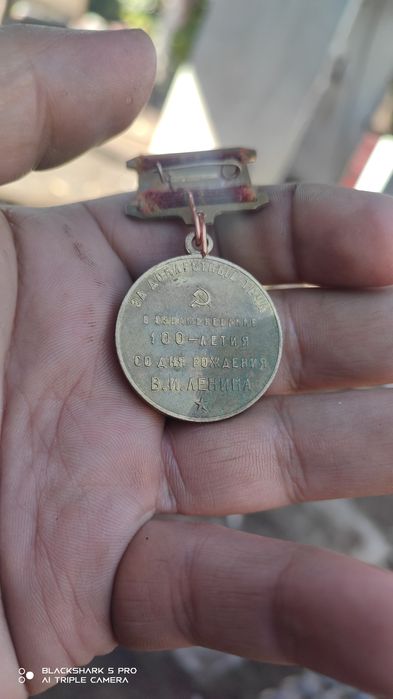 ЗА ДОБЛЕСТНЫЙ ТРУД
В ОЗНАМЕНОВАНИЕ
100-ЛЕТИЯ
СО ДНЯ РОЖДЕНИЯ
В.И.ЛЕНИНА
BLACKSHARK 5 PRO
AI TRIPLE CAMERA